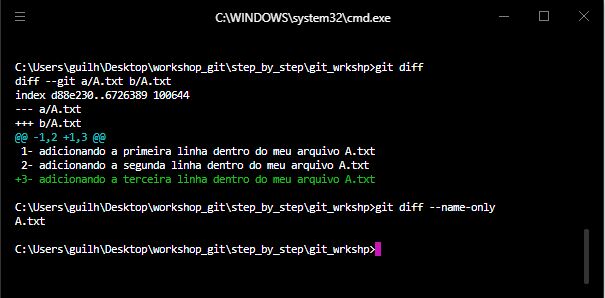 C:\WINDOWS\system32\cmd.exe
C:\Users\guilh\Desktop\workshop_git\step_by_step\git_wrkshp>git diff
diff --git a/A.txt b/A.txt
index d88e230..6726389 100644
--- a/A.txt
+++ b/A.txt
@@ -1,2 +1,3 @@
 1- adicionando a primeira linha dentro do meu arquivo A.txt
 2- adicionando a segunda linha dentro do meu arquivo A.txt
+3- adicionando a terceira linha dentro do meu arquivo A.txt
C:\Users\guilh\Desktop\workshop_git\step_by_step\git_wrkshp>git diff --name-only
A.txt
C:\Users\guilh\Desktop\workshop_git\step_by_step\git_wrkshp>